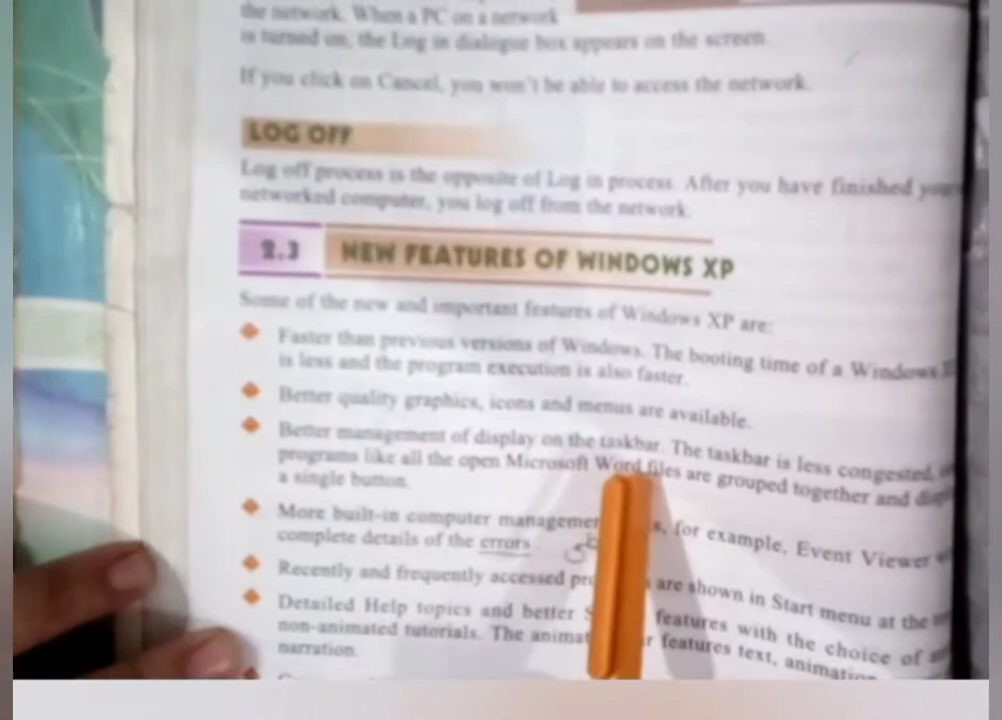 the network. When a PC on a network
is turned on, the Log in dialogue box appears on the screen.
If you click on Cancel, you won't be able to access the network.
LOG OFF
Log off process is the opposite of Log in process. After you have finished
networked computer, you log off from the network.
2.3 NEW FEATURES OF WINDOWS XP
Some of the new and important features of Windows XP are:
Faster than previous versions of Windows. The booting time of a Windows
is less and the program execution is also faster.
Better quality graphics, icons and menus are available.
Better management of display on the taskbar. The taskbar is less congested,
programs like all the open Microsoft Word files are grouped together and
a single button.
More built-in computer for example, Event Viewer
complete details of the errors
Recently and frequently accessed are shown in Start menu at the
Detailed Help topics and better features with the choice of
non-animated tutorials. The features text,
narration.